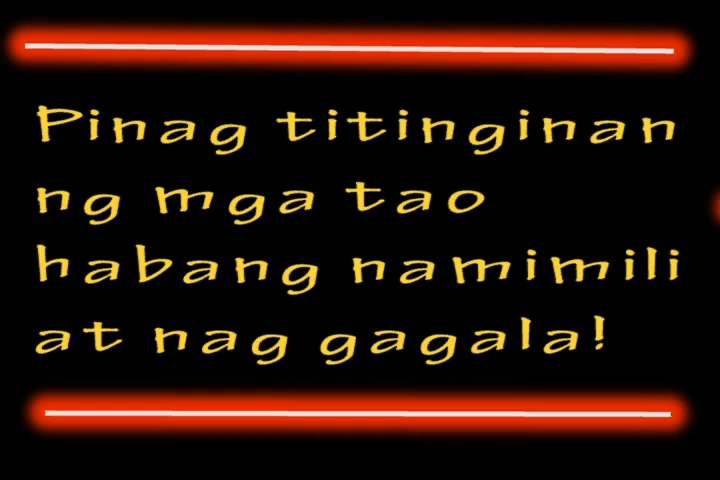 Pinag titinginan
ng mga tao
habang namimili
at nag gagala!